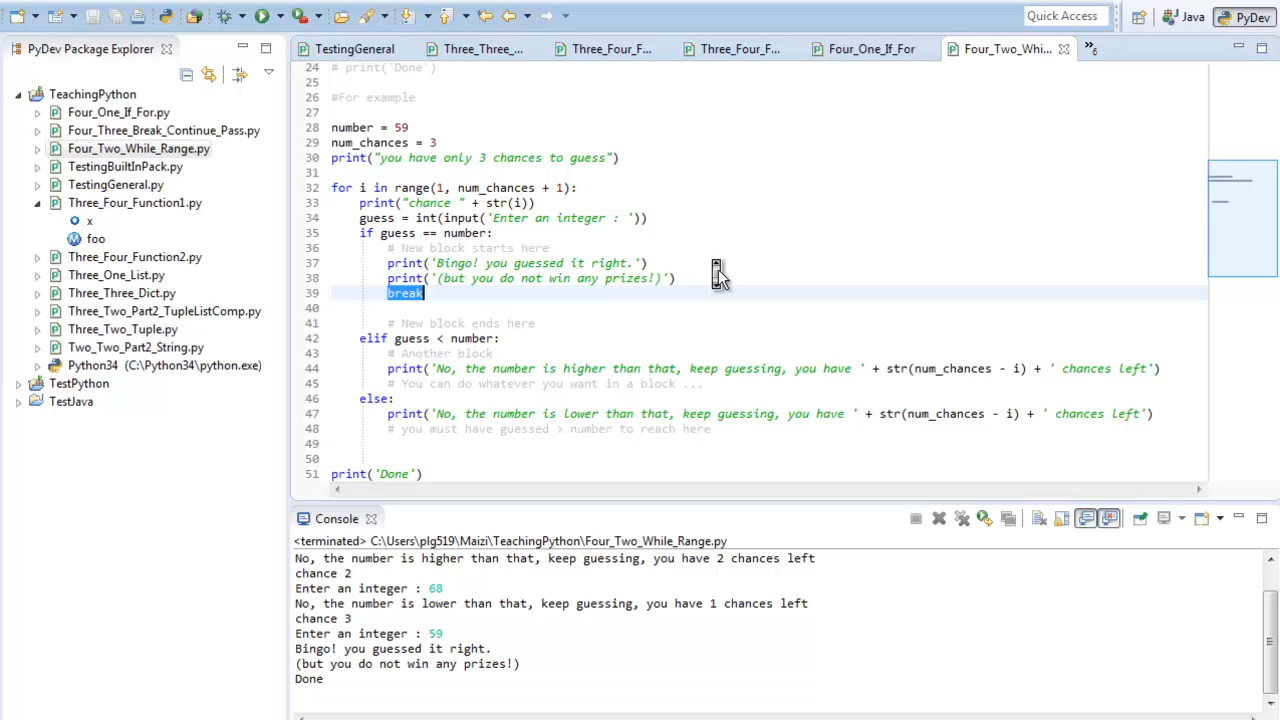 Quick Access
Java
PyDev
PyDev Package Explorer
TestingGeneral
Three_Three_...
Three_Four_F...
Three_Four_F...
Four_One_If_For
Four_Two_Whi...
»6
TeachingPython
Four_One_If_For.py
Four_Three_Break_Continue_Pass.py
Four_Two_While_Range.py
TestingBuiltInPack.py
TestingGeneral.py
Three_Four_Function1.py
x
foo
Three_Four_Function2.py
Three_One_List.py
Three_Three_Dict.py
Three_Two_Part2_TupleListComp.py
Three_Two_Tuple.py
Two_Two_Part2_String.py
Python34 (C:\Python34\python.exe)
TestPython
TestJava
24 # print('Done')
25
26 #For example
27
28 number = 59
29 num_chances = 3
30 print("you have only 3 chances to guess")
31
32 for i in range(1, num_chances + 1):
33 print("chance " + str(i))
34 guess = int(input('Enter an integer : '))
35 if guess == number:
36 # New block starts here
37 print('Bingo! you guessed it right.')
38 print('(but you do not win any prizes!)')
39 break
40
41 # New block ends here
42 elif guess < number:
43 # Another block
44 print('No, the number is higher than that, keep guessing, you have ' + str(num_chances - i) + ' chances left')
45 # You can do whatever you want in a block ...
46 else:
47 print('No, the number is lower than that, keep guessing, you have ' + str(num_chances - i) + ' chances left')
48 # you must have guessed > number to reach here
49
50
51 print('Done')
Console
<terminated> C:\Users\plg519\Maizi\TeachingPython\Four_Two_While_Range.py
No, the number is higher than that, keep guessing, you have 2 chances left
chance 2
Enter an integer : 68
No, the number is lower than that, keep guessing, you have 1 chances left
chance 3
Enter an integer : 59
Bingo! you guessed it right.
(but you do not win any prizes!)
Done